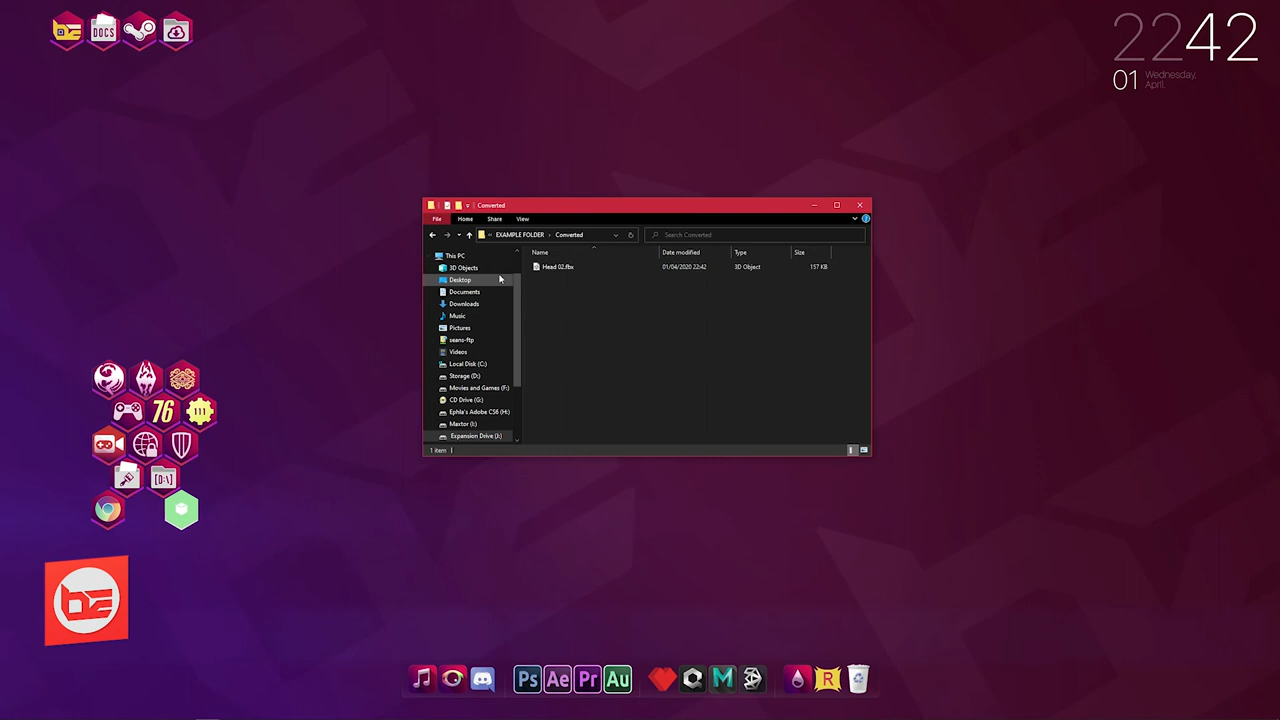 DOCS
2242
01 Wednesday,
April.
Converted
File Home Share View
EXAMPLE FOLDER › Converted
Search Converted
Name Date modified Type Size
Head 02.fbx 01/04/2020 22:42 3D Object 157 KB
This PC
3D Objects
Desktop
Documents
Downloads
Music
Pictures
seans-ftp
Videos
Local Disk (C:)
Storage (D:)
Movies and Games (F:)
CD Drive (G:)
Ephla's Adobe CS6 (H:)
Maxtor (I:)
Expansion Drive (J:)
1 item
76
111
[D:\]
Ps Ae Pr Au
M
R